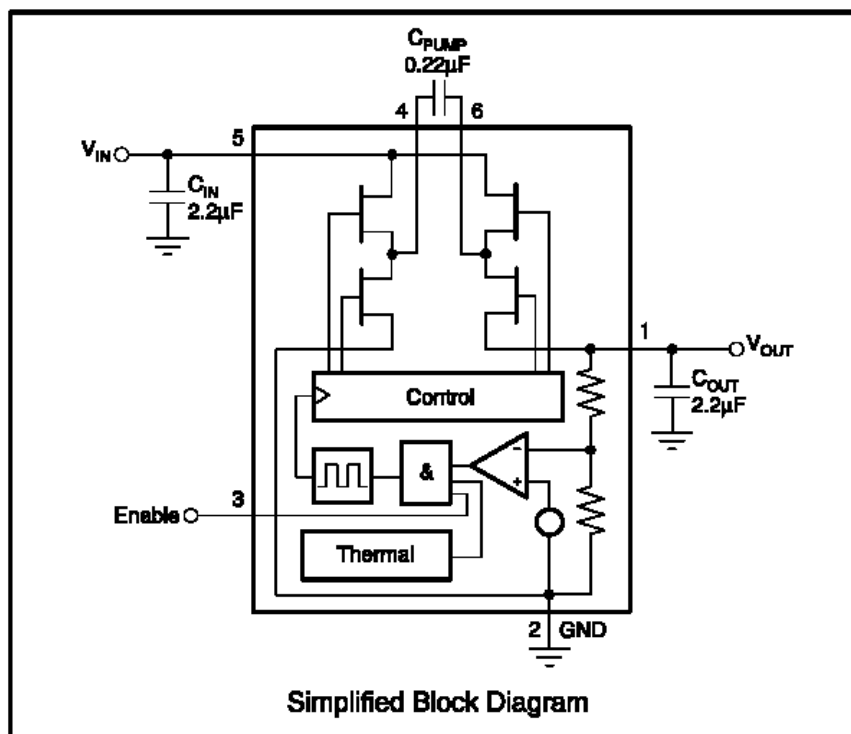 CPUMP
0.22μF
4 6
5
VIN
CIN
2.2μF
1
VOUT
COUT
2.2μF
Control
-
+
&
3
Enable
Thermal
2 GND
Simplified Block Diagram